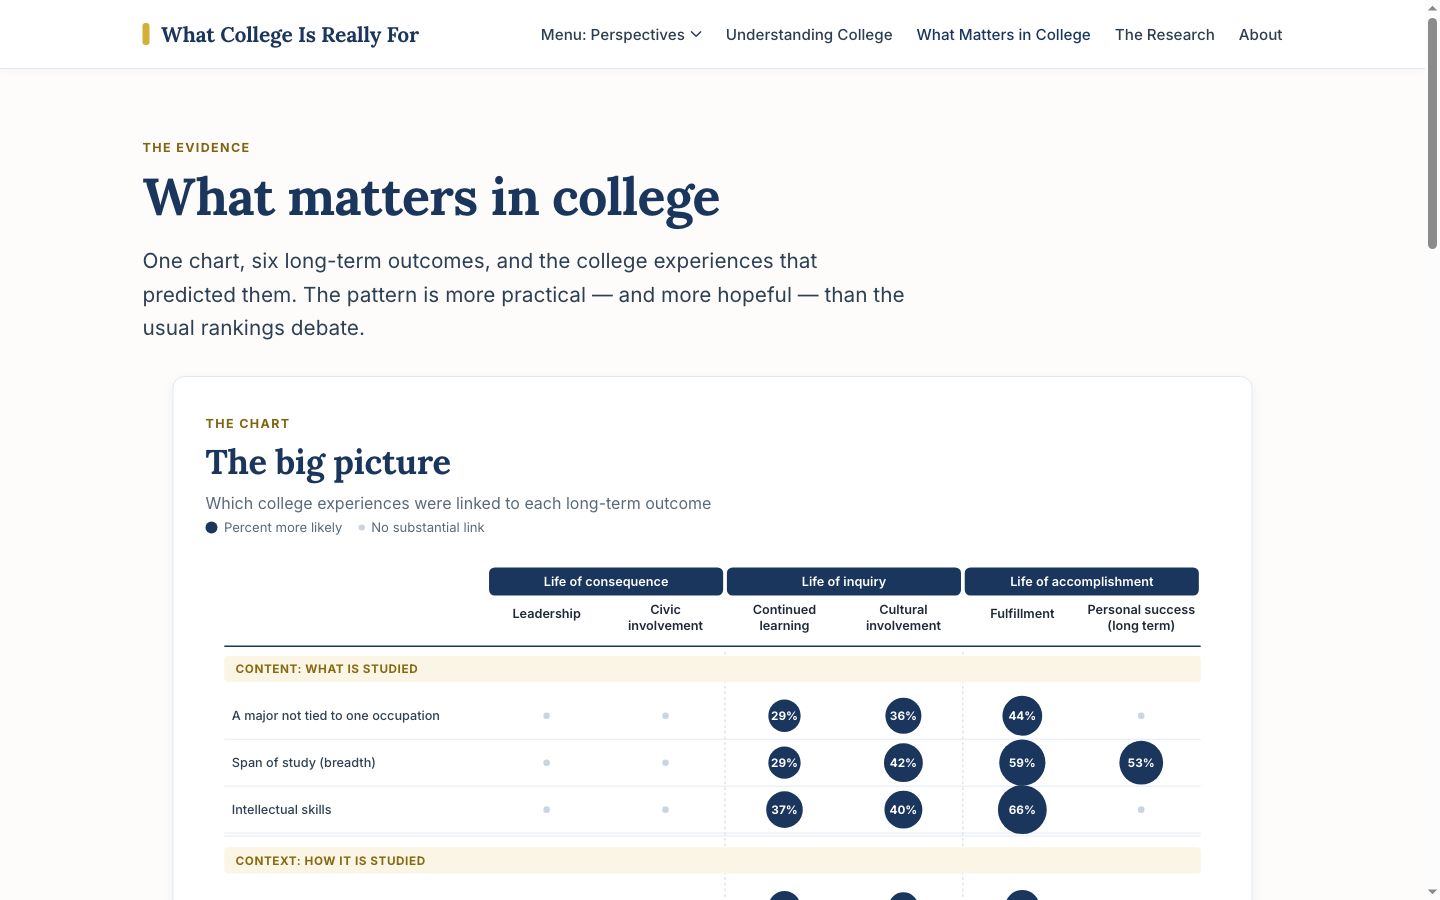 What College Is Really For
Menu: Perspectives
Understanding College
What Matters in College
The Research
About
THE EVIDENCE
What matters in college
One chart, six long-term outcomes, and the college experiences that
predicted them. The pattern is more practical — and more hopeful — than the
usual rankings debate.
THE CHART
The big picture
Which college experiences were linked to each long-term outcome
Percent more likely
No substantial link
Life of consequence
Life of inquiry
Life of accomplishment
Leadership
Civic
involvement
Continued
learning
Cultural
involvement
Fulfillment
Personal success
(long term)
CONTENT: WHAT IS STUDIED
A major not tied to one occupation
29%
36%
44%
Span of study (breadth)
29%
42%
59%
53%
Intellectual skills
37%
40%
66%
CONTEXT: HOW IT IS STUDIED